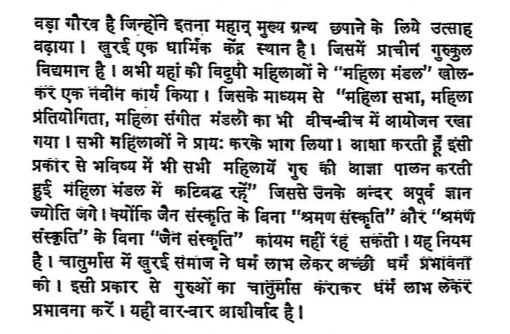 वड़ा गौरव है जिन्होंने इतना महान् मुख्य ग्रन्थ छपाने के लिये उत्साह
वढ़ाया । खुरई एक धार्मिक केंद्र स्थान है । जिसमें प्राचीन गुरुकुल
विद्यमान है । अभी यहां की विदुषी महिलाओं ने "महिला मंडल" खोल-
कर एक नवीन कार्य किया । जिसके माध्यम से "महिला सभा, महिला
प्रतियोगिता, महिला संगीत मंडली का भी वीच-वीच में आयोजन रखा
गया । सभी महिलाओं ने प्रायः करके भाग लिया । आशा करती हूँ इसी
प्रकार से भविष्य में भी सभी महिलायें गुरु की आज्ञा पालन करती
हुई महिला मंडल में कटिवद्ध रहें" जिससे उनके अन्दर अपूर्व ज्ञान
ज्योति जगे । क्योंकि जैन संस्कृति के विना "श्रमण संस्कृति" और "श्रमण
संस्कृति" के विना "जैन संस्कृति" कायम नहीं रह सकती । यह नियम
है । चातुर्मास में खुरई समाज ने धर्म लाभ लेकर अच्छी धर्म प्रभावना
की । इसी प्रकार से गुरुओं का चातुर्मास कराकर धर्म लाभ लेकर
प्रभावना करें । यही वार-वार आशीर्वाद है ।